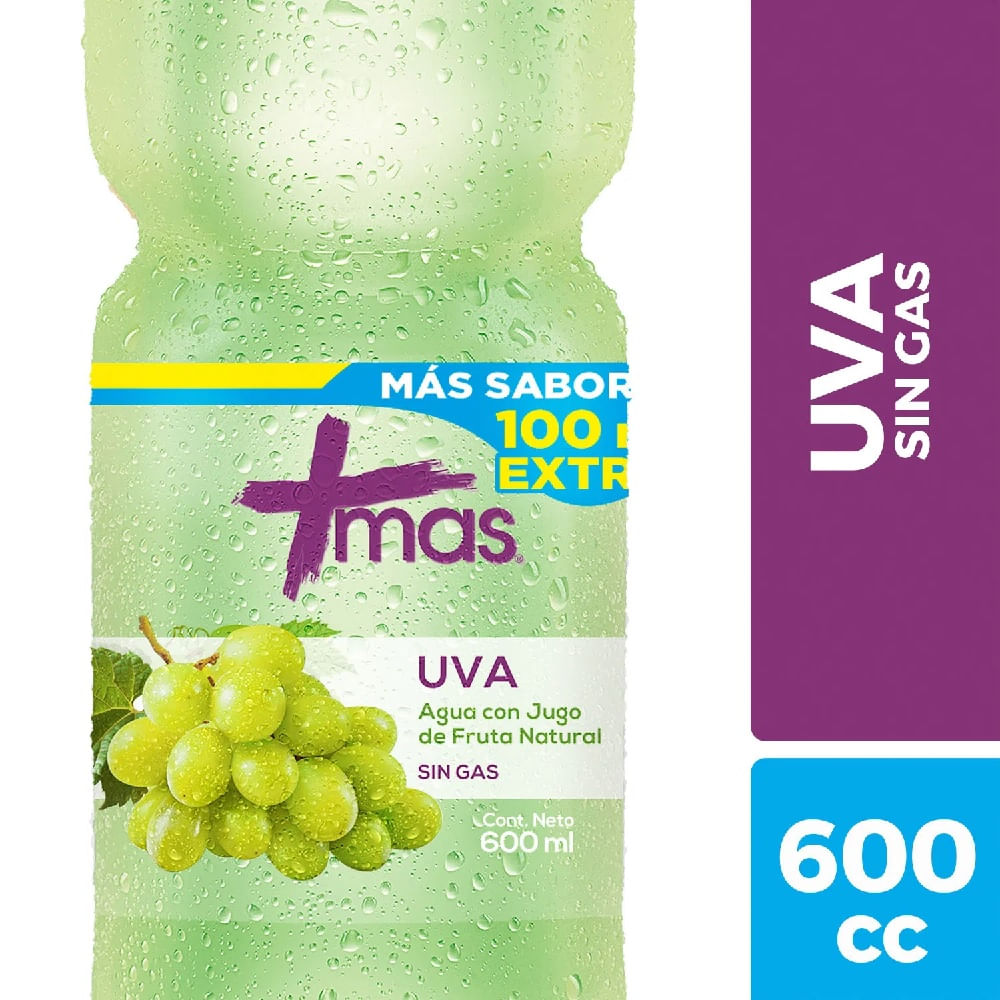 MÁS SABOR
100
EXTR
+mas®
UVA
Agua con Jugo
de Fruta Natural
SIN GAS
Cont. Neto
600 ml
UVA
SIN GAS
600
CC